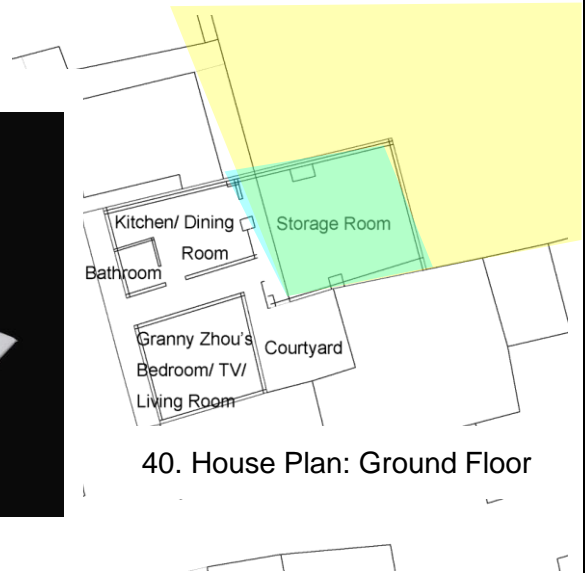 Kitchen/ Dining
Room
Storage Room
Bathroom
Granny Zhou's
Bedroom/ TV/
Living Room
Courtyard
40. House Plan: Ground Floor